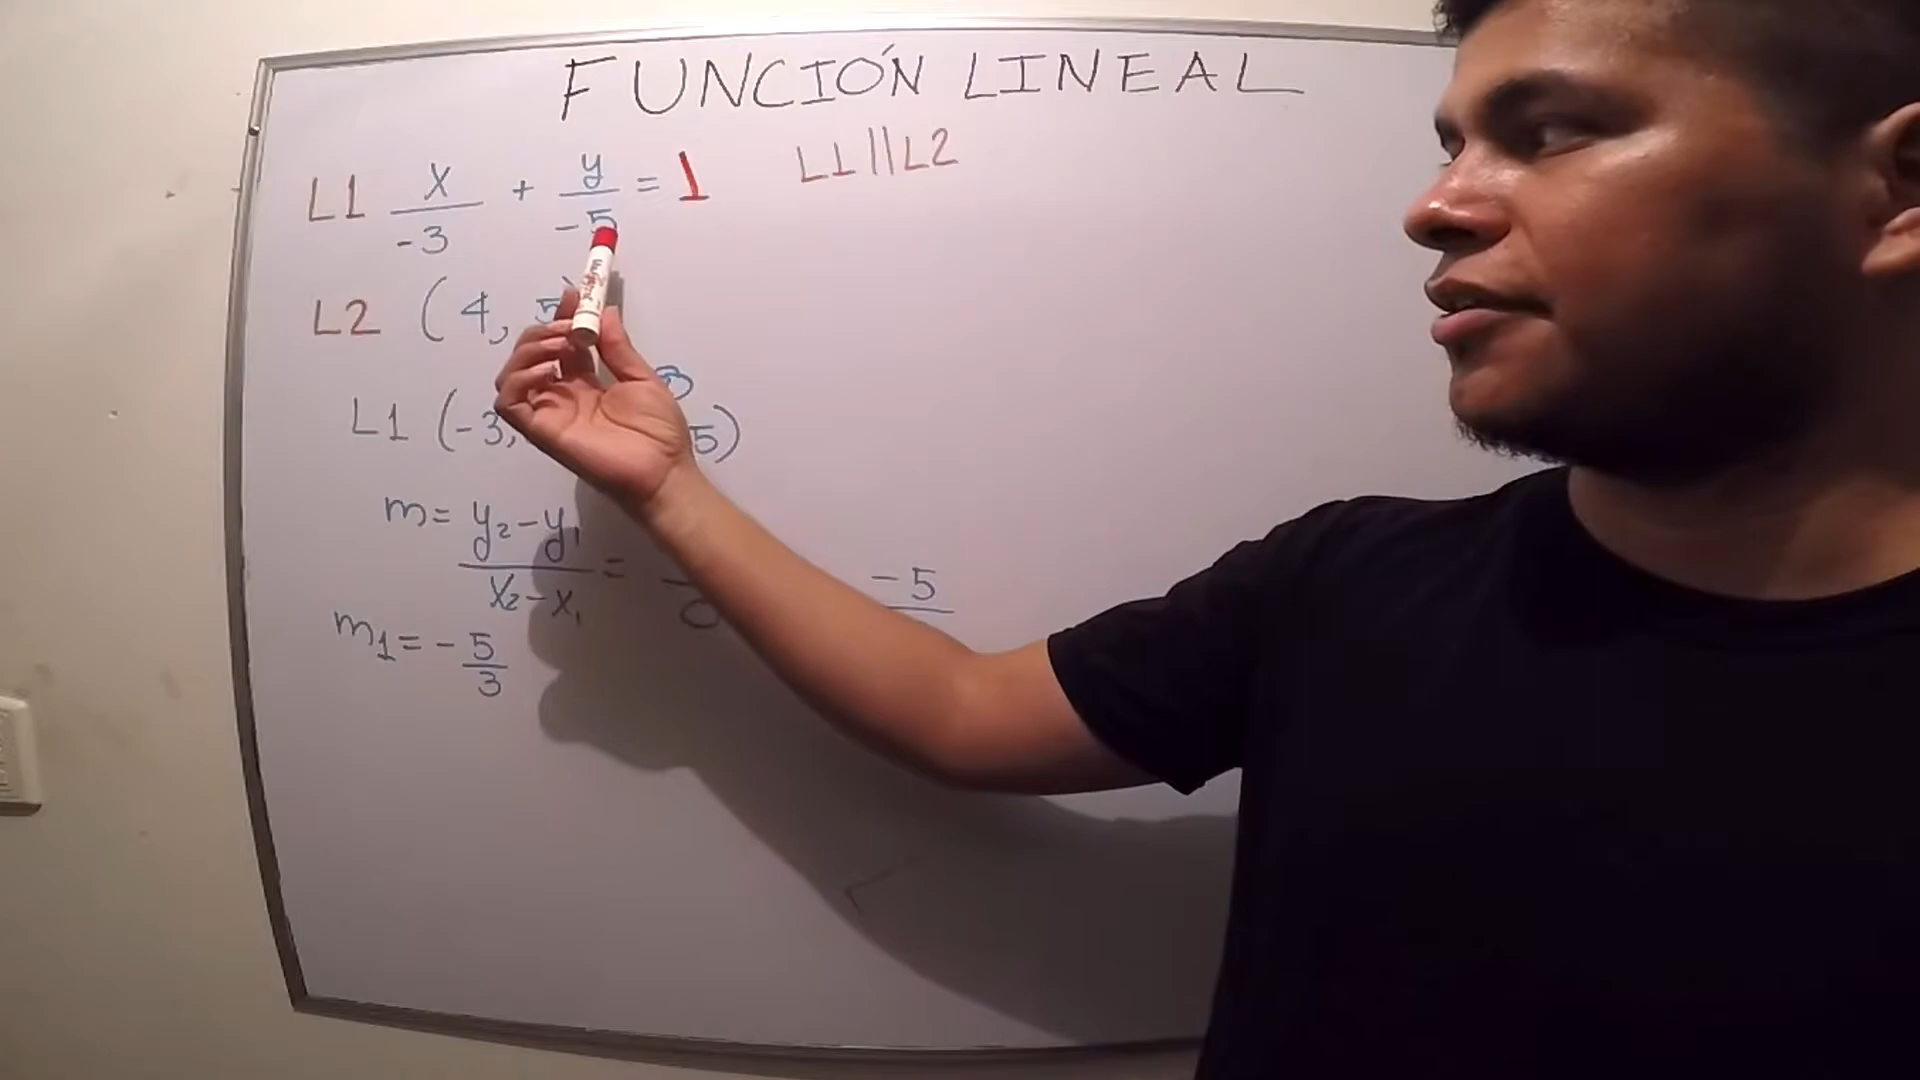 FUNCIÓN LINEAL
L1 x/-3 + y/-5 = 1 L1||L2
L2 (4, 5
L1 (-3, 5)
m= y2-y1/x2-x1 = -5
m1= -5/3